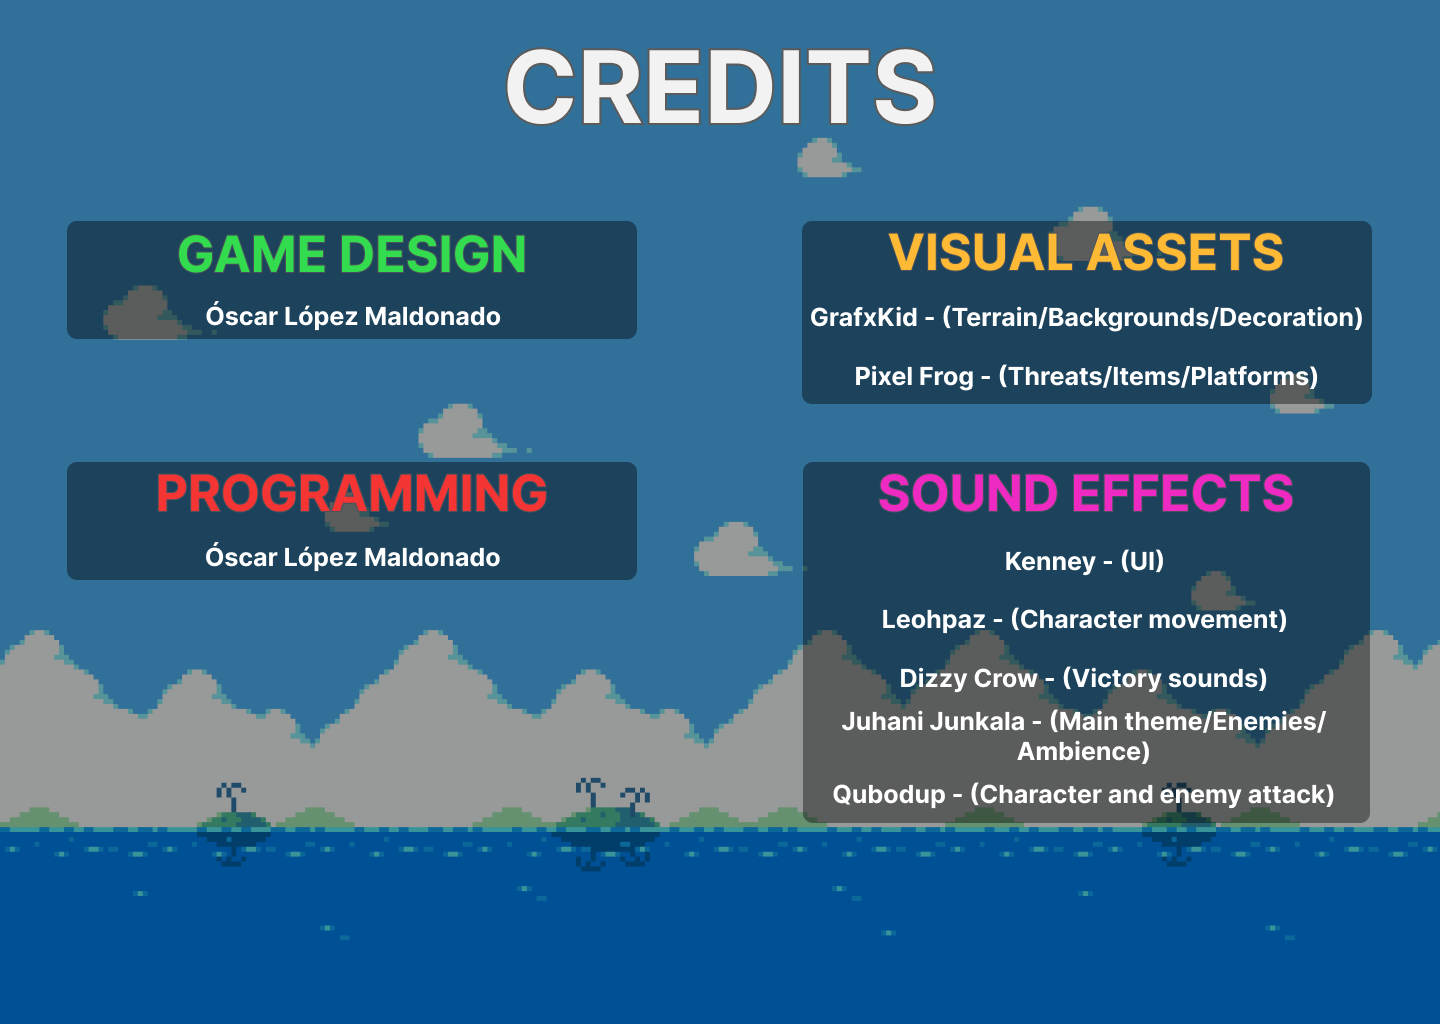 CREDITS
GAME DESIGN
Óscar López Maldonado
PROGRAMMING
Óscar López Maldonado
VISUAL ASSETS
GrafxKid - (Terrain/Backgrounds/Decoration)
Pixel Frog - (Threats/Items/Platforms)
SOUND EFFECTS
Kenney - (UI)
Leohpaz - (Character movement)
Dizzy Crow - (Victory sounds)
Juhani Junkala - (Main theme/Enemies/
Ambience)
Qubodup - (Character and enemy attack)